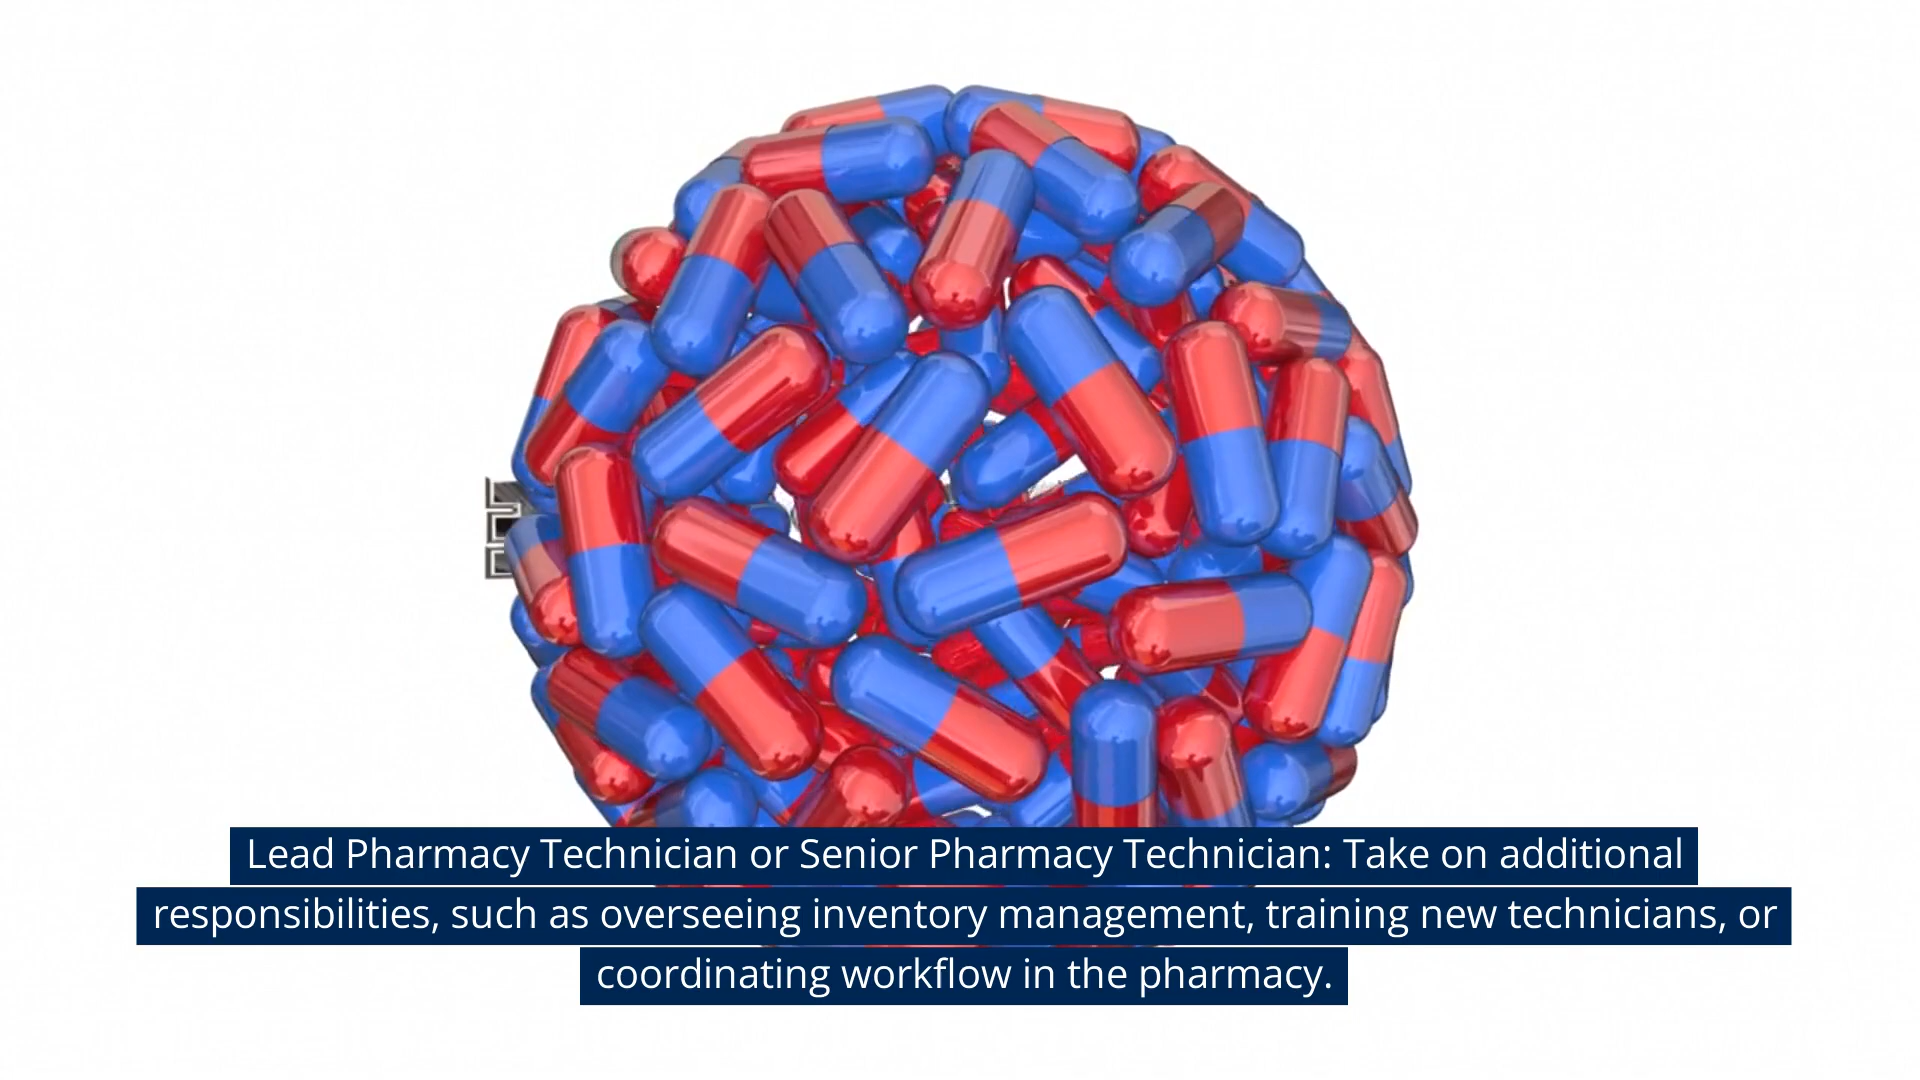 Lead Pharmacy Technician or Senior Pharmacy Technician: Take on additional
responsibilities, such as overseeing inventory management, training new technicians, or
coordinating workflow in the pharmacy.